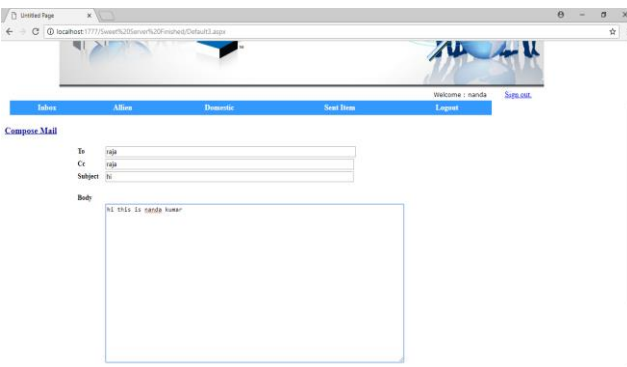 Untitled Page
localhost:1777/Sweet%20Server%20Finished/Default3.aspx
Welcome : nanda Sign out
Inbox Allien Domestic Sent Item Logout
Compose Mail
To raja
Cc raja
Subject hi
Body
hi this is nanda kumar